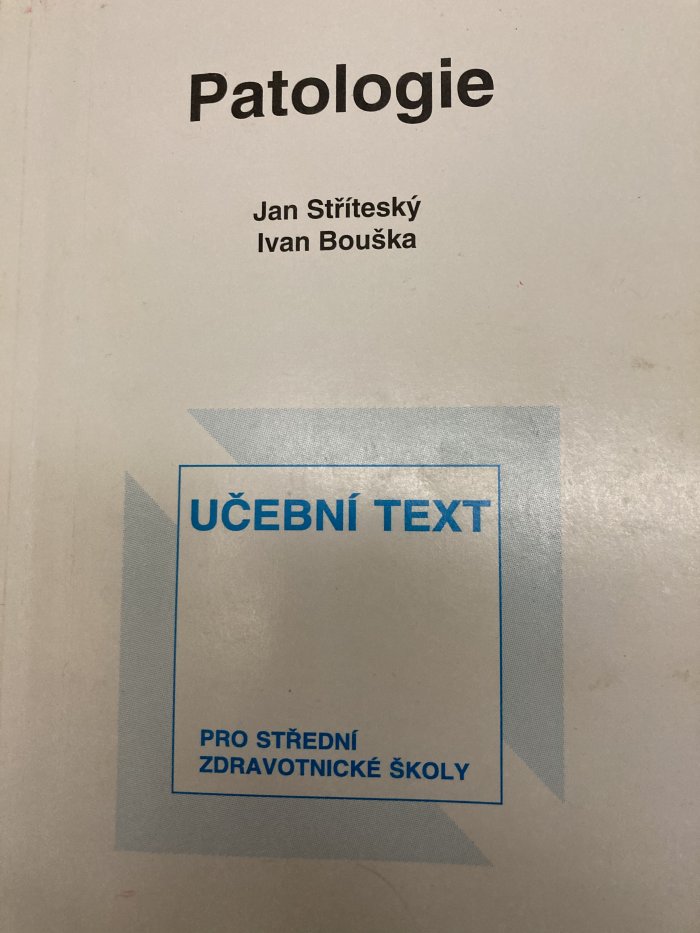 Patologie
Jan Stříteský
Ivan Bouška
UČEBNÍ TEXT
PRO STŘEDNÍ
ZDRAVOTNICKÉ ŠKOLY